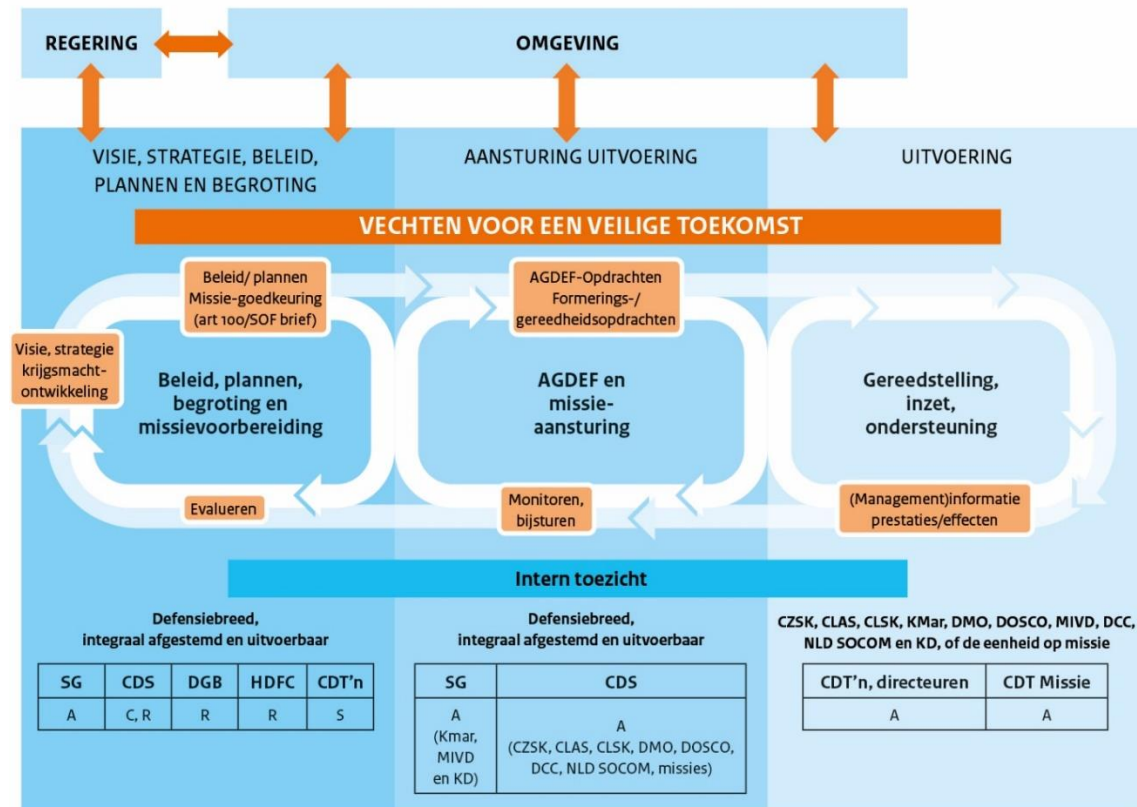 REGERING
OMGEVING
VISIE, STRATEGIE, BELEID,
PLANNEN EN BEGROTING
AANSTURING UITVOERING
UITVOERING
VECHTEN VOOR EEN VEILIGE TOEKOMST
Beleid/ plannen
Missie-goedkeuring
(art 100/SOF brief)
AGDEF-Opdrachten
Formerings-/
gereedheidsopdrachten
Visie, strategie
krijgsmacht-
ontwikkeling
Beleid, plannen,
begroting en
missievoorbereiding
AGDEF en
missie-
aansturing
Gereedstelling,
inzet,
ondersteuning
Evalueren
Monitoren,
bijsturen
(Management)informatie
prestaties/effecten
Intern toezicht
Defensiebreed,
integraal afgestemd en uitvoerbaar
SG CDS DGB HDFC CDT'n
A C, R R R S
Defensiebreed,
integraal afgestemd en uitvoerbaar
SG CDS
A
(Kmar,
MIVD
en KD)
A
(CZSK, CLAS, CLSK, DMO, DOSCO,
DCC, NLD SOCOM, missies)
CZSK, CLAS, CLSK, KMar, DMO, DOSCO, MIVD, DCC,
NLD SOCOM en KD, of de eenheid op missie
CDT'n, directeuren CDT Missie
A A